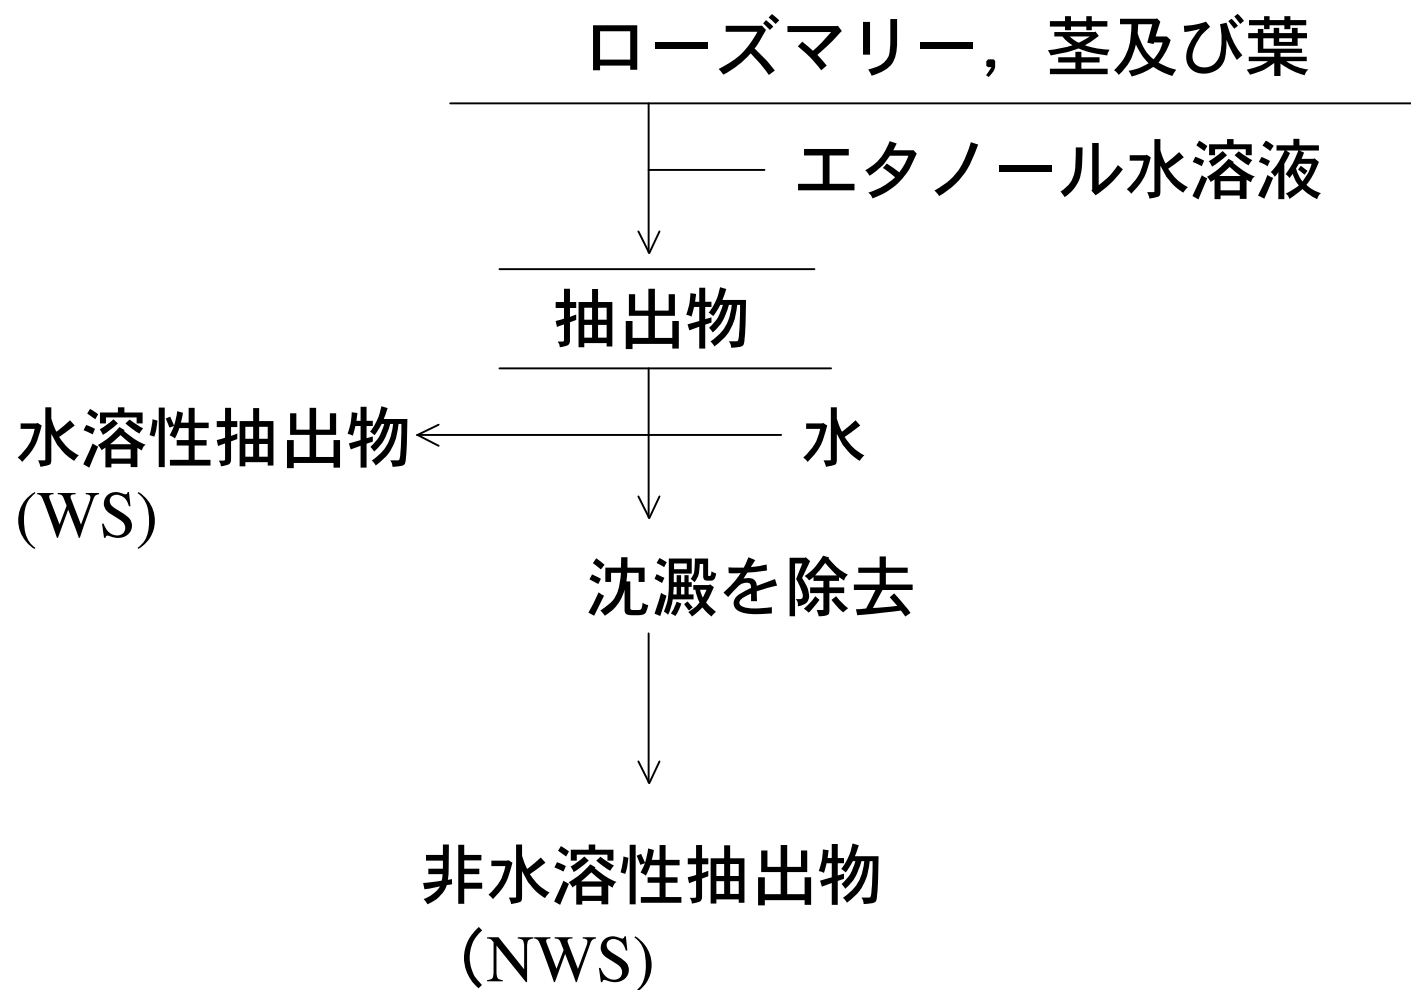 ローズマリー，茎及び葉
エタノール水溶液
抽出物
水溶性抽出物
(WS)
水
沈澱を除去
非水溶性抽出物
（NWS)